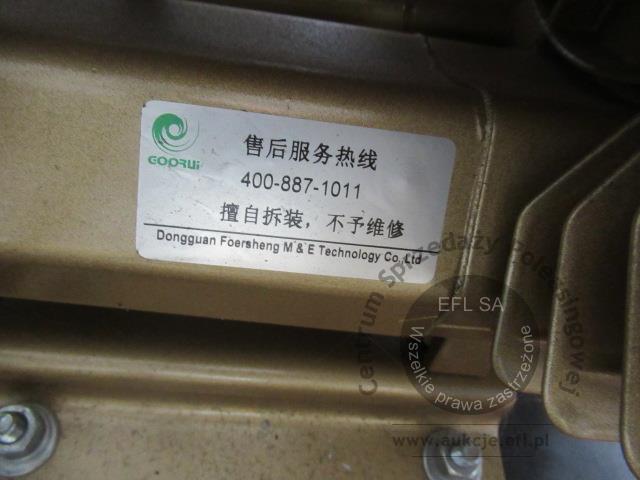 GOORUI
售后服务热线
400-887-1011
擅自拆装，不予维修
Dongguan Foersheng M & E Technology Co.,Ltd
Centrum Sprzedaży Poleasingowej
EFL SA
Wszelkie prawa zastrzeżone
www.aukcje.efl.pl